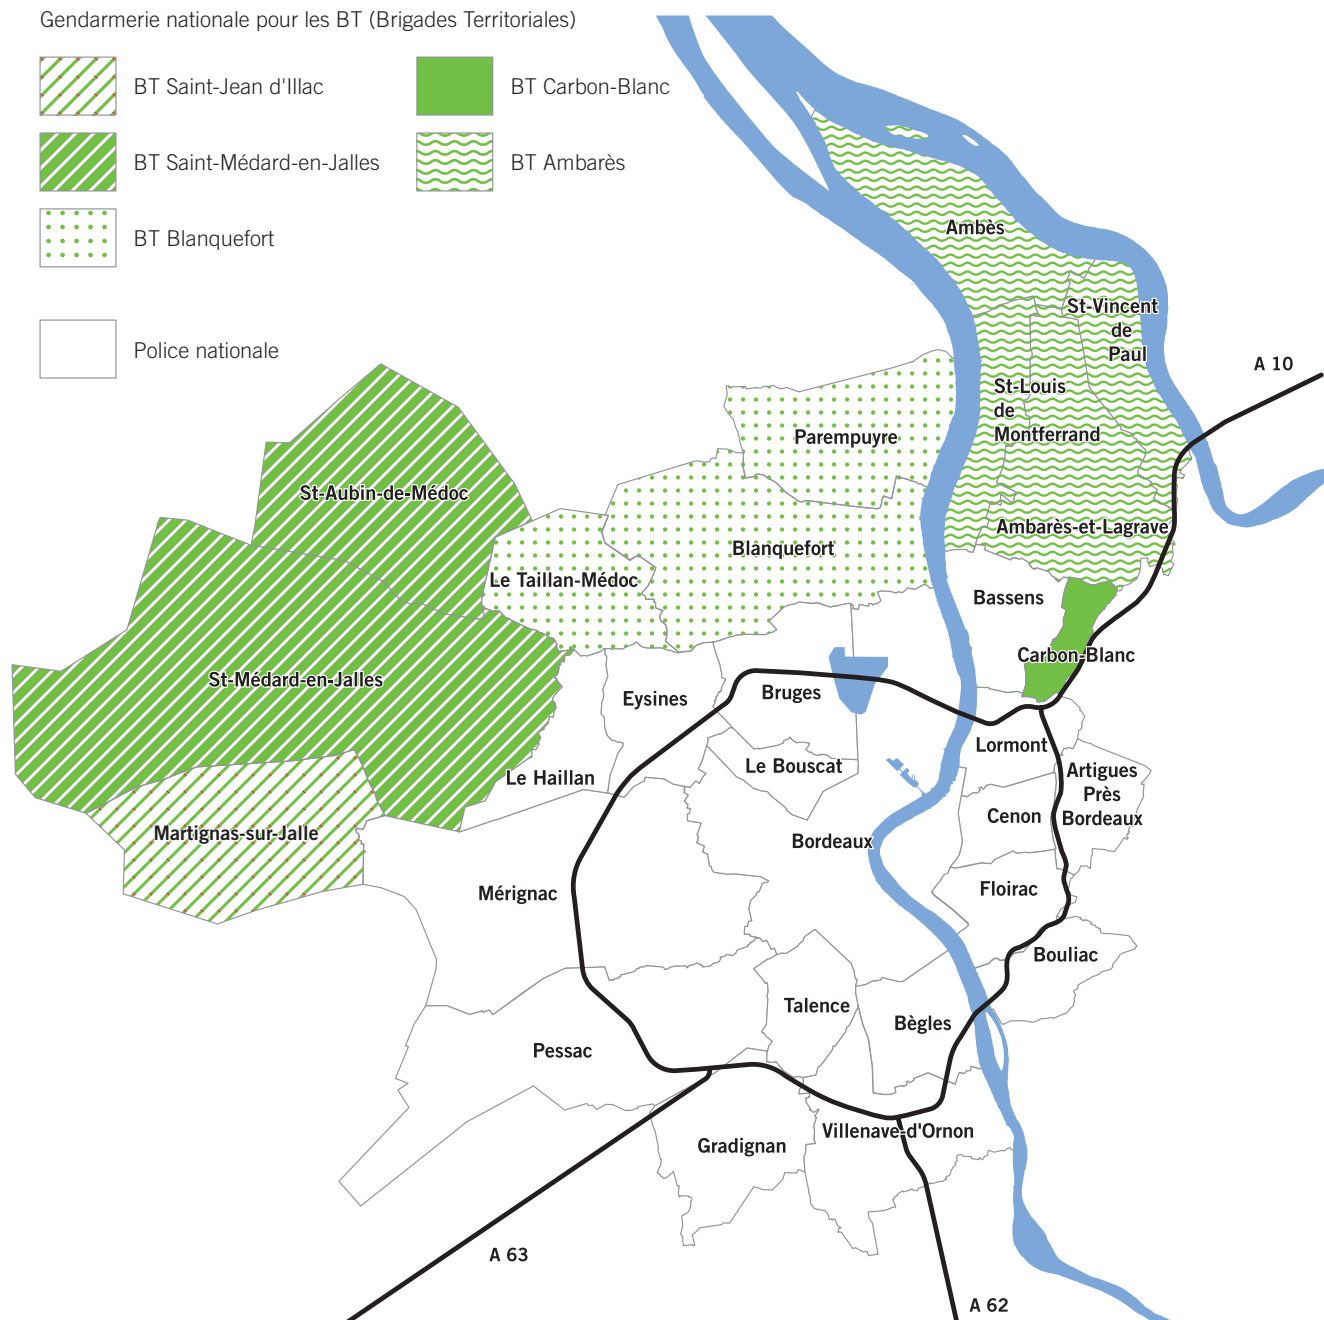 Gendarmerie nationale pour les BT (Brigades Territoriales)
BT Saint-Jean d'Illac
BT Carbon-Blanc
BT Saint-Médard-en-Jalles
BT Ambarès
BT Blanquefort
Police nationale
Ambès
St-Vincent
de
Paul
A 10
St-Louis
de
Montferrand
Parempuyre
St-Aubin-de-Médoc
Ambarès-et-Lagrave
Blanquefort
Le Taillan-Médoc
Bassens
Carbon-Blanc
St-Médard-en-Jalles
Eysines
Bruges
Lormont
Le Bouscat
Artigues
Près
Bordeaux
Le Haillan
Cenon
Martignas-sur-Jalle
Bordeaux
Mérignac
Floirac
Bouliac
Talence
Bègles
Pessac
Villenave-d'Ornon
Gradignan
A 63
A 62